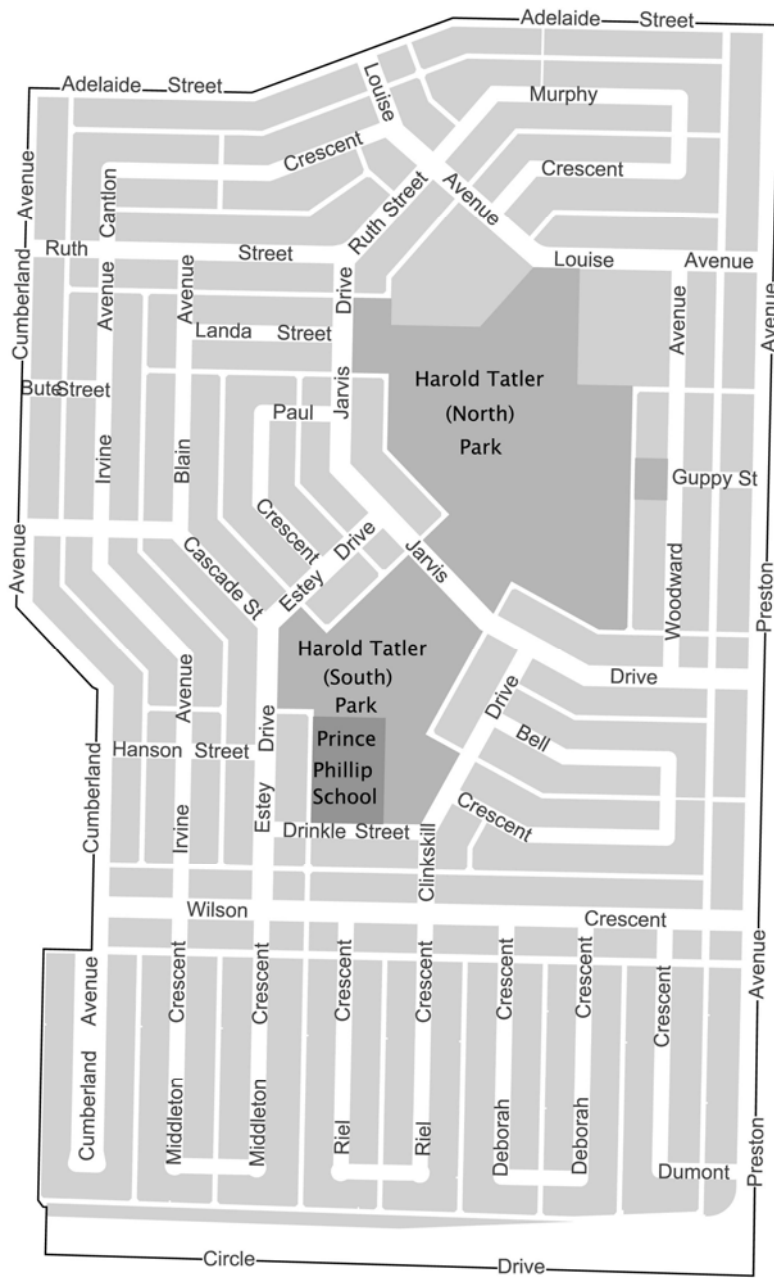 Adelaide Street
Adelaide Street
Louise
Murphy
Crescent
Crescent
Cantlon
Avenue
Ruth Street
Avenue
Cumberland
Ruth Street
Louise Avenue
Avenue
Avenue
Drive
Avenue
Avenue
Landa Street
Harold Tatler
(North)
Park
Bute Street
Jarvis
Paul
Irvine
Blain
Guppy St
Crescent
Drive
Avenue
Cascade St
Estey
Jarvis
Woodward
Preston
Harold Tatler
(South)
Park
Drive
Avenue
Drive
Drive
Bell
Prince
Phillip
School
Hanson Street
Cumberland
Estey
Irvine
Drinkle Street
Crescent
Clinkskill
Wilson Crescent
Avenue
Crescent
Crescent
Crescent
Crescent
Crescent
Crescent
Crescent
Avenue
Cumberland
Middleton
Middleton
Riel
Riel
Deborah
Deborah
Dumont
Preston
Circle Drive